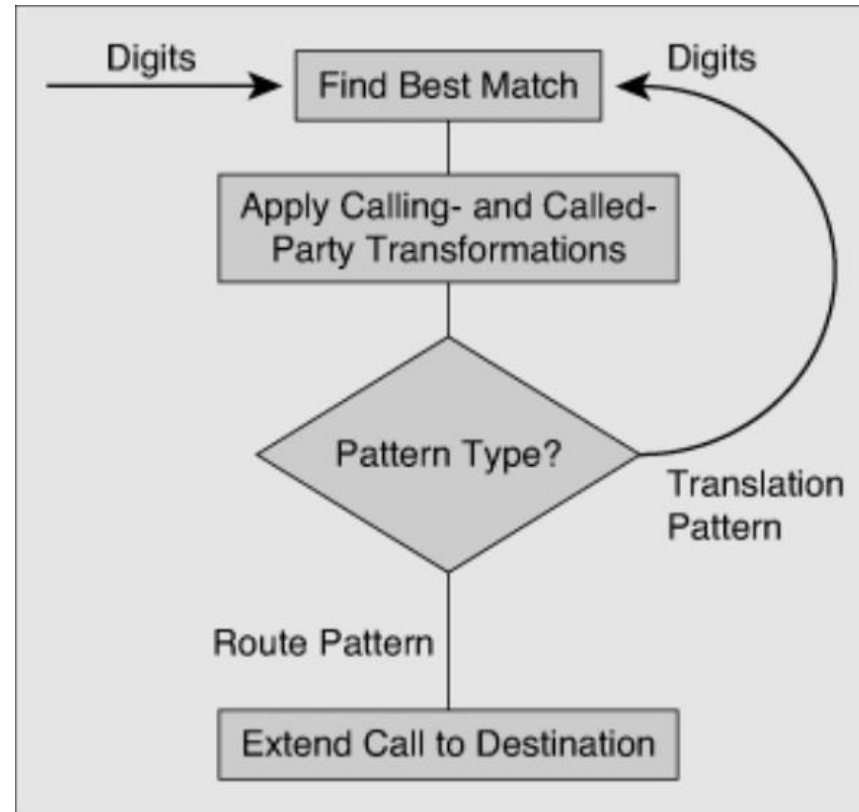 Digits
Digits
Find Best Match
Apply Calling- and Called-
Party Transformations
Pattern Type?
Translation
Pattern
Route Pattern
Extend Call to Destination